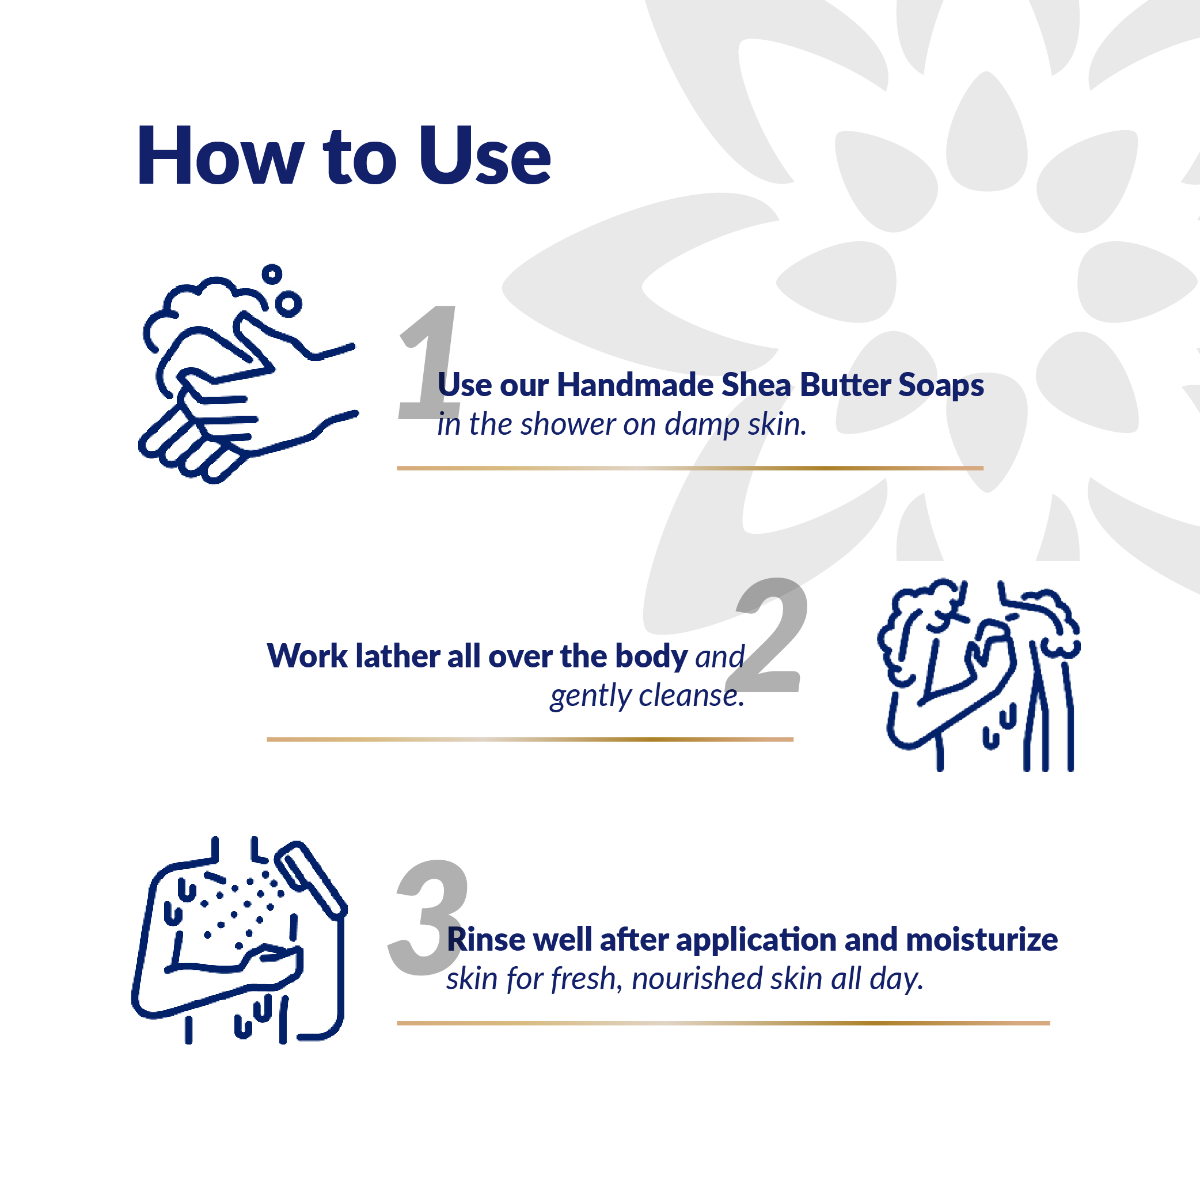 How to Use
1
Use our Handmade Shea Butter Soaps
in the shower on damp skin.
2
Work lather all over the body and
gently cleanse.
3
Rinse well after application and moisturize
skin for fresh, nourished skin all day.